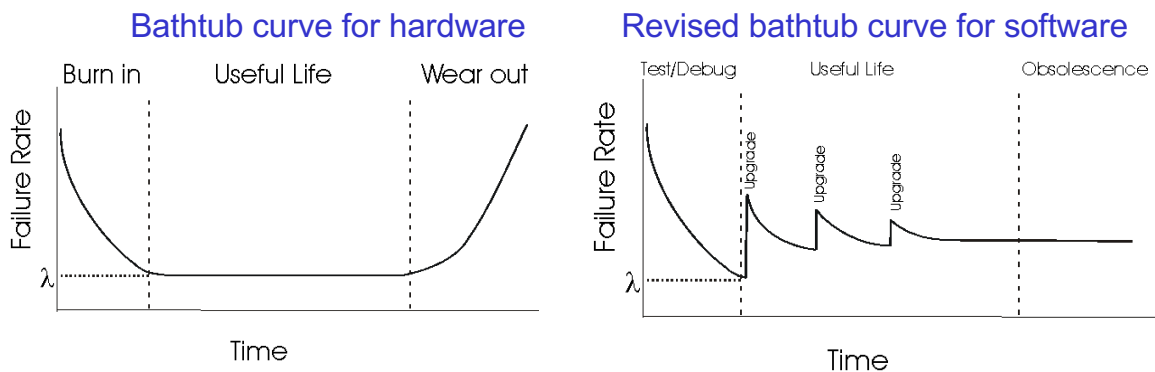 Bathtub curve for hardware
Burn in
Useful Life
Wear out
Failure Rate
λ
Time
Revised bathtub curve for software
Test/Debug
Useful Life
Obsolescence
Failure Rate
Upgrade
Upgrade
Upgrade
λ
Time